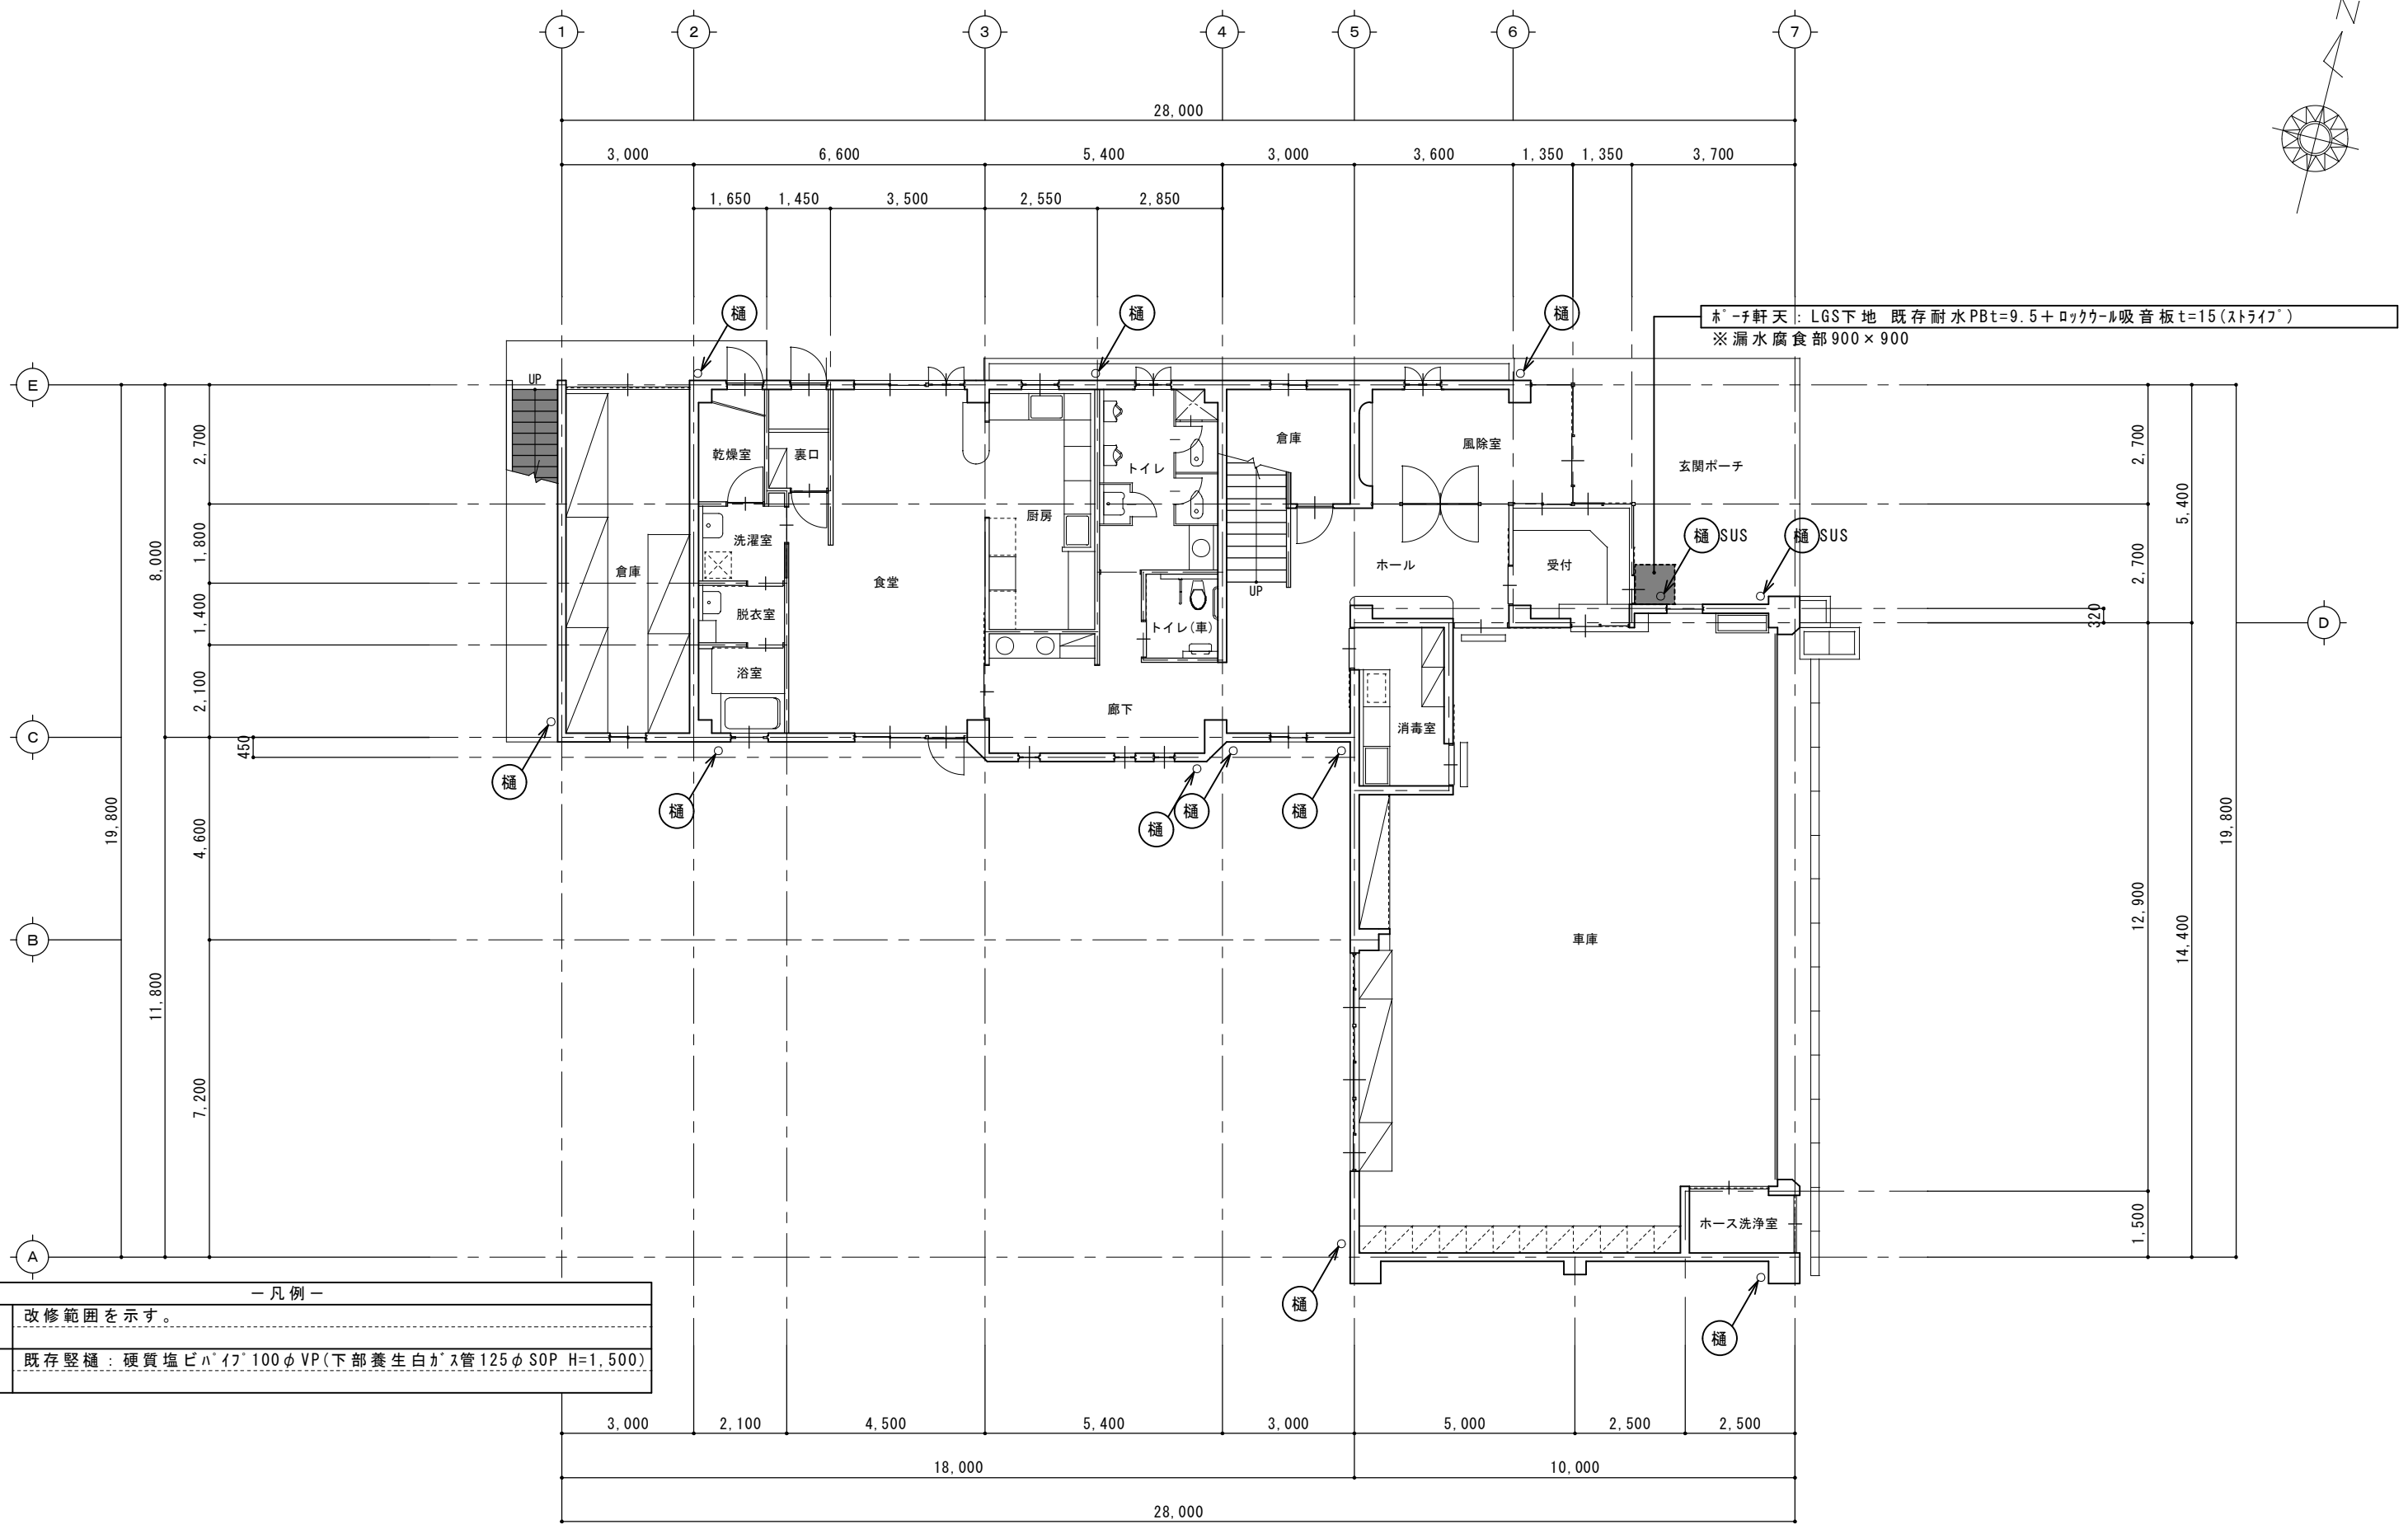 1 2 3 4 5 6 7
N
28,000
3,000 6,600 5,400 3,000 3,600 1,350 1,350 3,700
1,650 1,450 3,500 2,550 2,850
樋 樋 樋
ﾎﾟｰﾁ軒天：LGS下地 既存耐水PBt=9.5＋ﾛｯｸｳｰﾙ吸音板t=15(ｽﾄﾗｲﾌﾟ)
※漏水腐食部900×900
E
UP
2,700
乾燥室 裏口 トイレ 倉庫 風除室 玄関ポーチ
2,700
5,400
厨房
樋 SUS 樋 SUS
8,000
1,800
洗濯室 倉庫 食堂 ホール 受付
2,700
UP
1,400
脱衣室 トイレ(車)
320
D
2,100
浴室 廊下 消毒室
C
450
樋 樋 樋 樋 樋
19,800
4,600
19,800
12,900
14,400
B
車庫
11,800
7,200
ホース洗浄室
1,500
A
樋 樋
－凡例－
改修範囲を示す。
既存竪樋：硬質塩ビﾊﾟｲﾌﾟ100φVP(下部養生白ｶﾞｽ管125φSOP H=1,500)
3,000 2,100 4,500 5,400 3,000 5,000 2,500 2,500
18,000 10,000
28,000